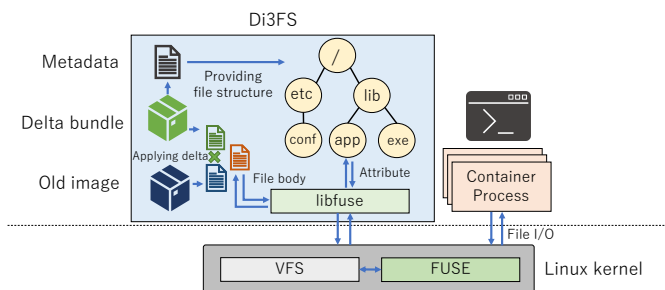 Di3FS
Metadata
Providing
file structure
/
etc
lib
conf
app
exe
Delta bundle
Applying delta
Old image
File body
Attribute
libfuse
>_
Container
Process
File I/O
VFS
FUSE
Linux kernel